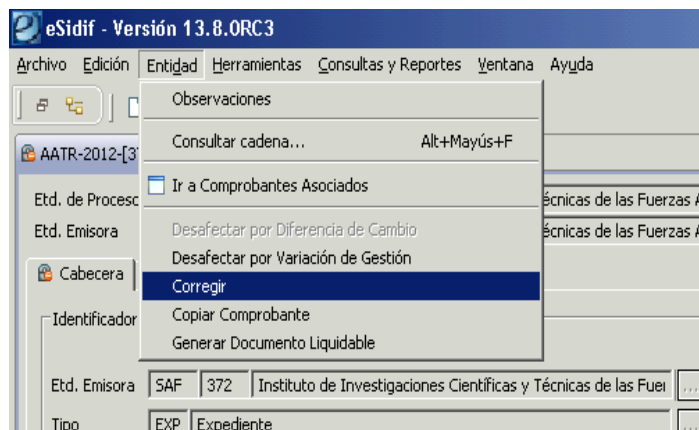 eSidif - Versión 13.8.0RC3
Archivo Edición Entidad Herramientas Consultas y Reportes Ventana Ayuda
Observaciones
Consultar cadena... Alt+Mayús+F
AATR-2012-[3
Ir a Comprobantes Asociados
Etd. de Proceso écnicas de las Fuerzas A
Desafectar por Diferencia de Cambio
Etd. Emisora écnicas de las Fuerzas A
Desafectar por Variación de Gestión
Cabecera
Corregir
Identificador
Copiar Comprobante
Generar Documento Liquidable
Etd. Emisora SAF 372 Instituto de Investigaciones Científicas y Técnicas de las Fuer ...
Tipo EXP Expediente ...